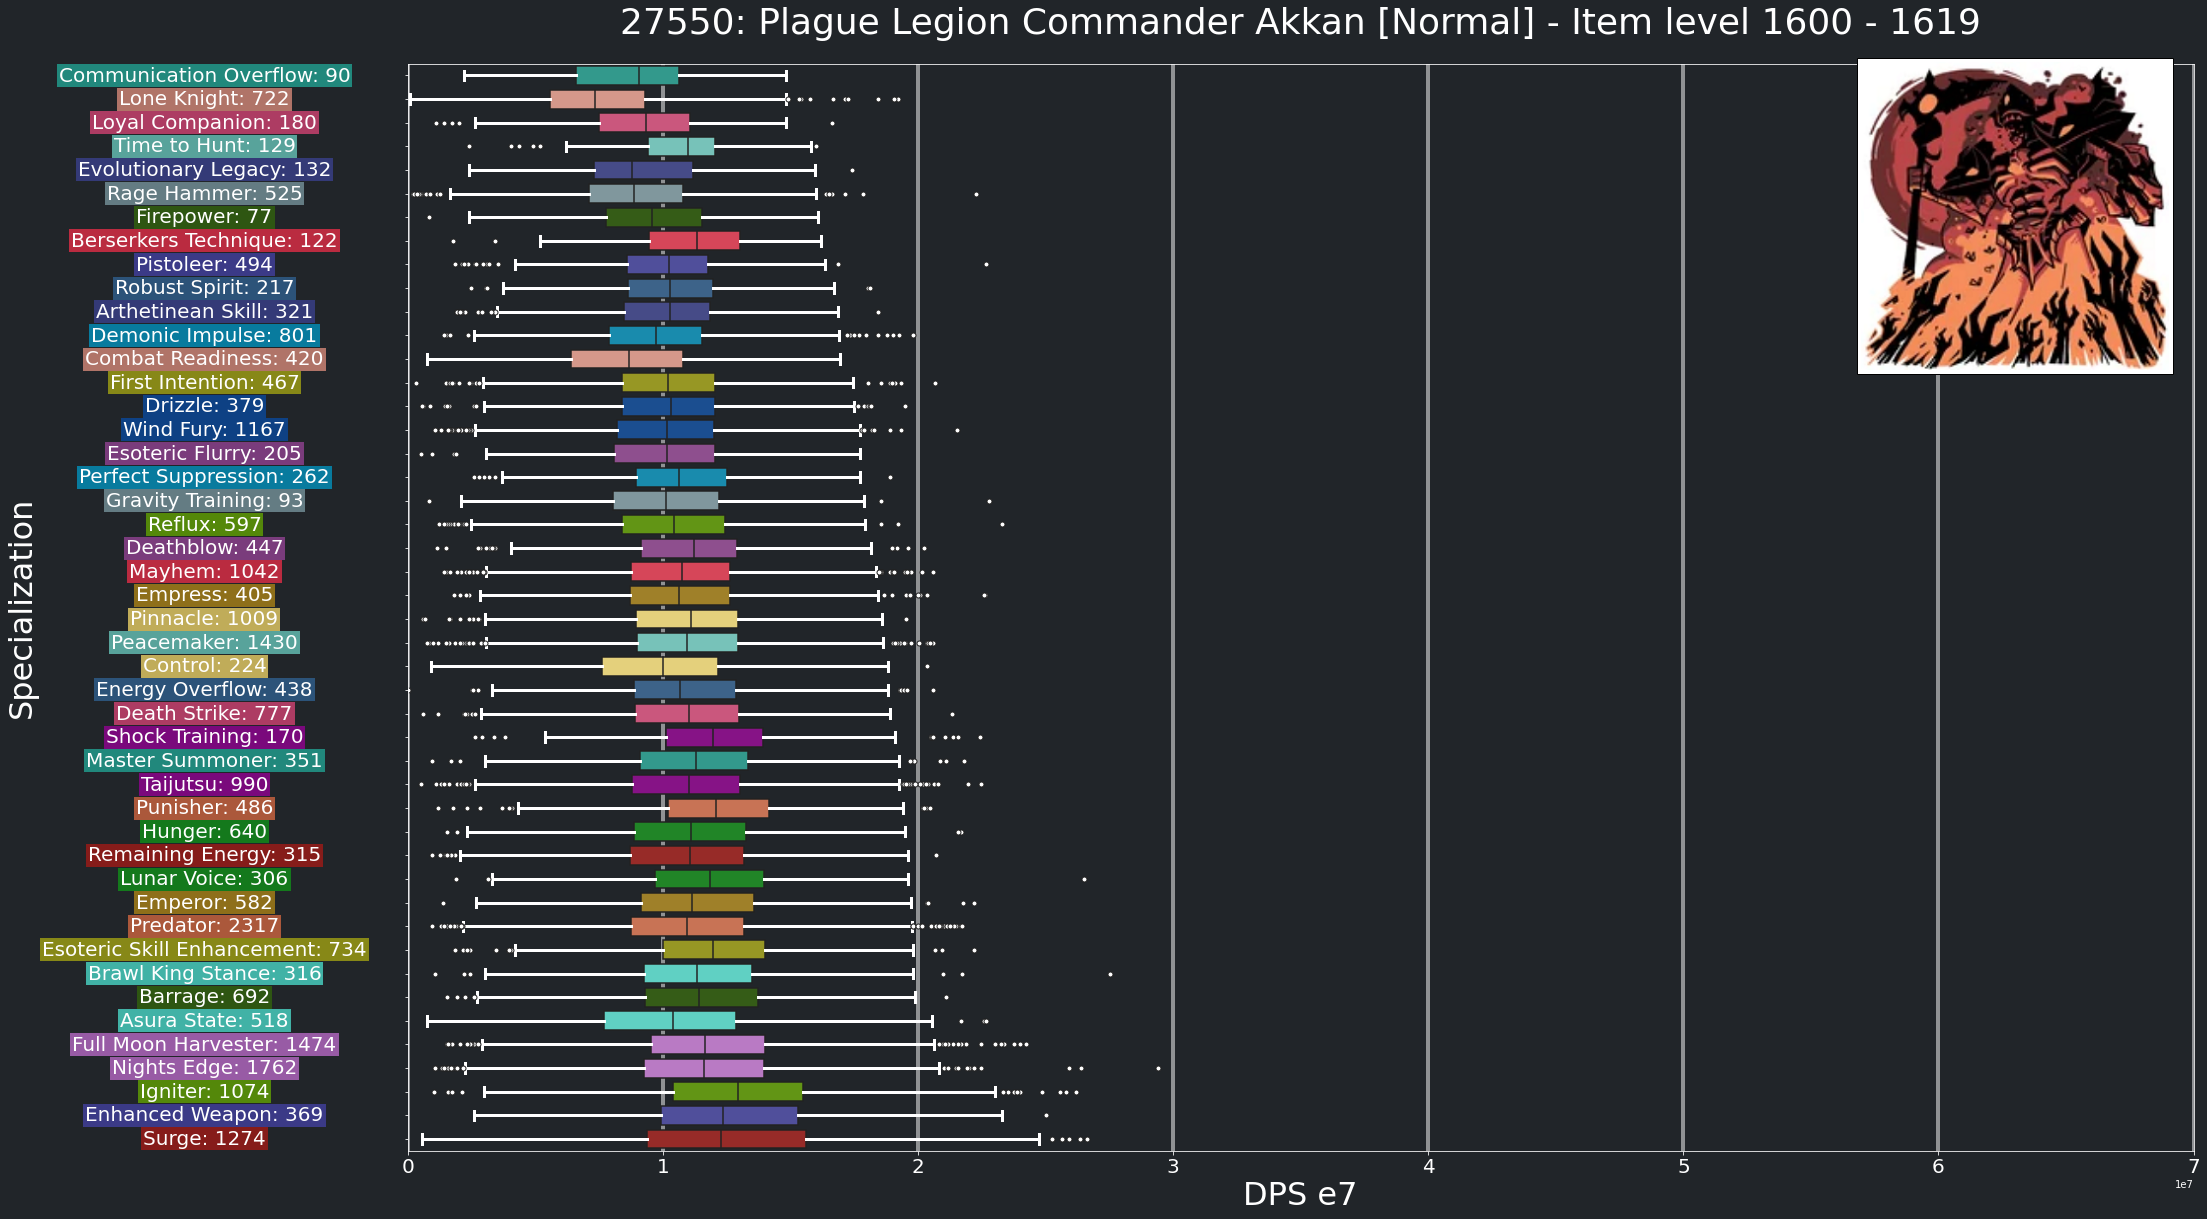 27550: Plague Legion Commander Akkan [Normal] - Item level 1600 - 1619
Communication Overflow: 90
Lone Knight: 722
Loyal Companion: 180
Time to Hunt: 129
Evolutionary Legacy: 132
Rage Hammer: 525
Firepower: 77
Berserkers Technique: 122
Pistoleer: 494
Robust Spirit: 217
Arthetinean Skill: 321
Demonic Impulse: 801
Combat Readiness: 420
First Intention: 467
Drizzle: 379
Wind Fury: 1167
Esoteric Flurry: 205
Perfect Suppression: 262
Gravity Training: 93
Reflux: 597
Deathblow: 447
Mayhem: 1042
Empress: 405
Pinnacle: 1009
Peacemaker: 1430
Control: 224
Energy Overflow: 438
Death Strike: 777
Shock Training: 170
Master Summoner: 351
Taijutsu: 990
Punisher: 486
Hunger: 640
Remaining Energy: 315
Lunar Voice: 306
Emperor: 582
Predator: 2317
Esoteric Skill Enhancement: 734
Brawl King Stance: 316
Barrage: 692
Asura State: 518
Full Moon Harvester: 1474
Nights Edge: 1762
Igniter: 1074
Enhanced Weapon: 369
Surge: 1274
Specialization
0 1 2 3 4 5 6 7
1e7
DPS e7